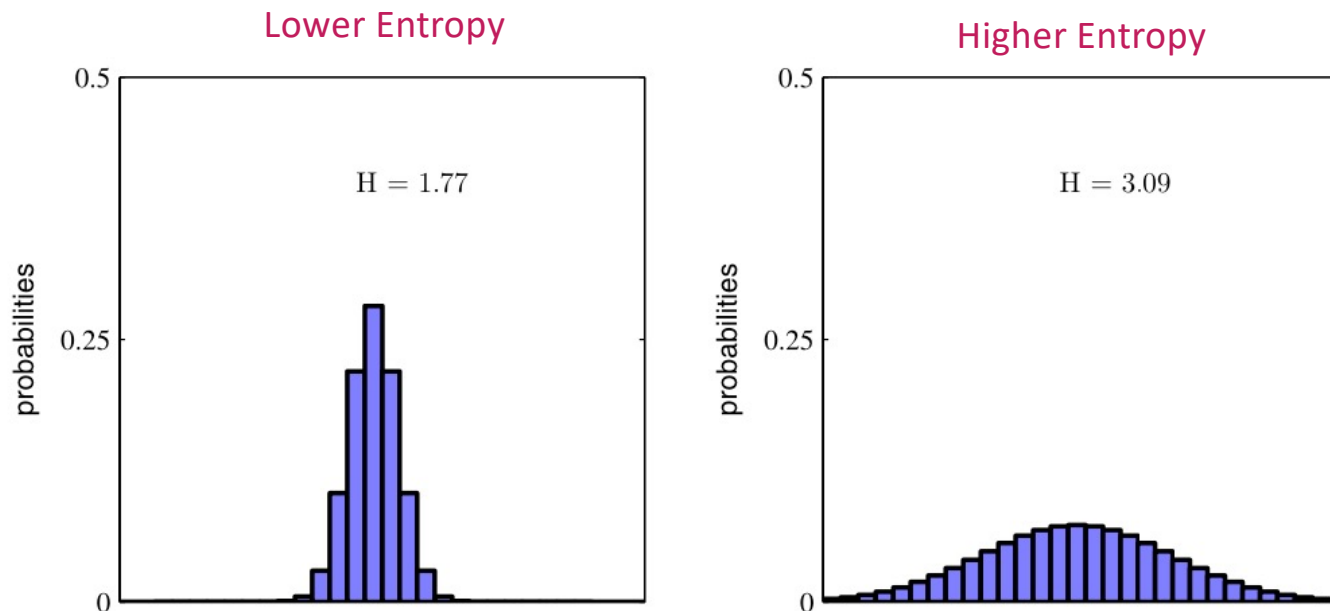 Lower Entropy
0.5
H = 1.77
0.25
0
probabilities
Higher Entropy
0.5
H = 3.09
0.25
0
probabilities